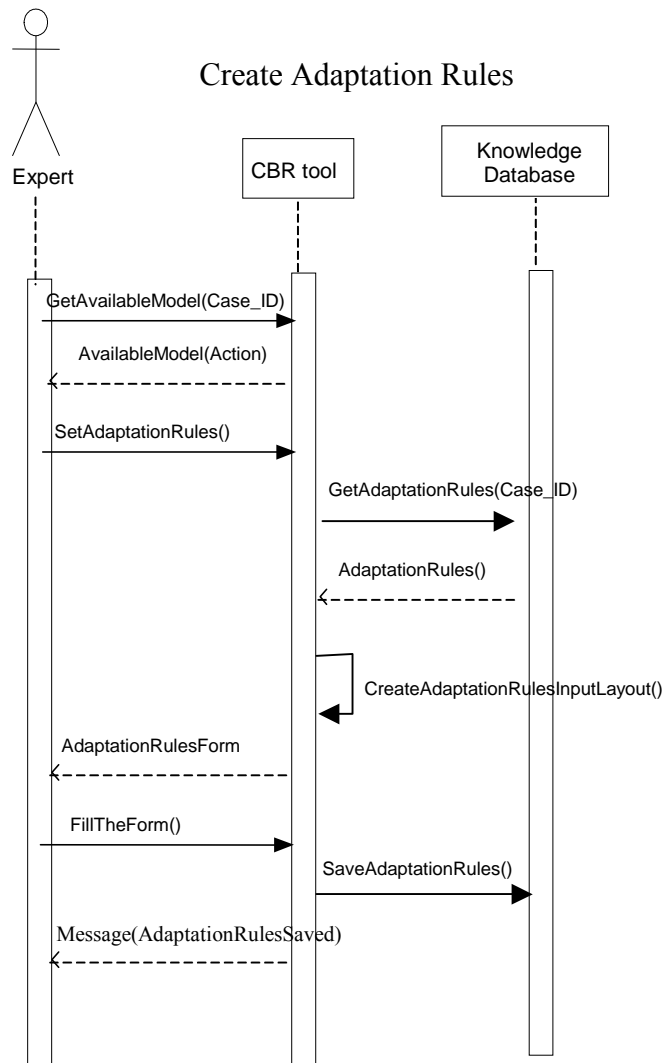 Create Adaptation Rules
Expert
CBR tool
Knowledge
Database
GetAvailableModel(Case_ID)
AvailableModel(Action)
SetAdaptationRules()
GetAdaptationRules(Case_ID)
AdaptationRules()
CreateAdaptationRulesInputLayout()
AdaptationRulesForm
FillTheForm()
SaveAdaptationRules()
Message(AdaptationRulesSaved)